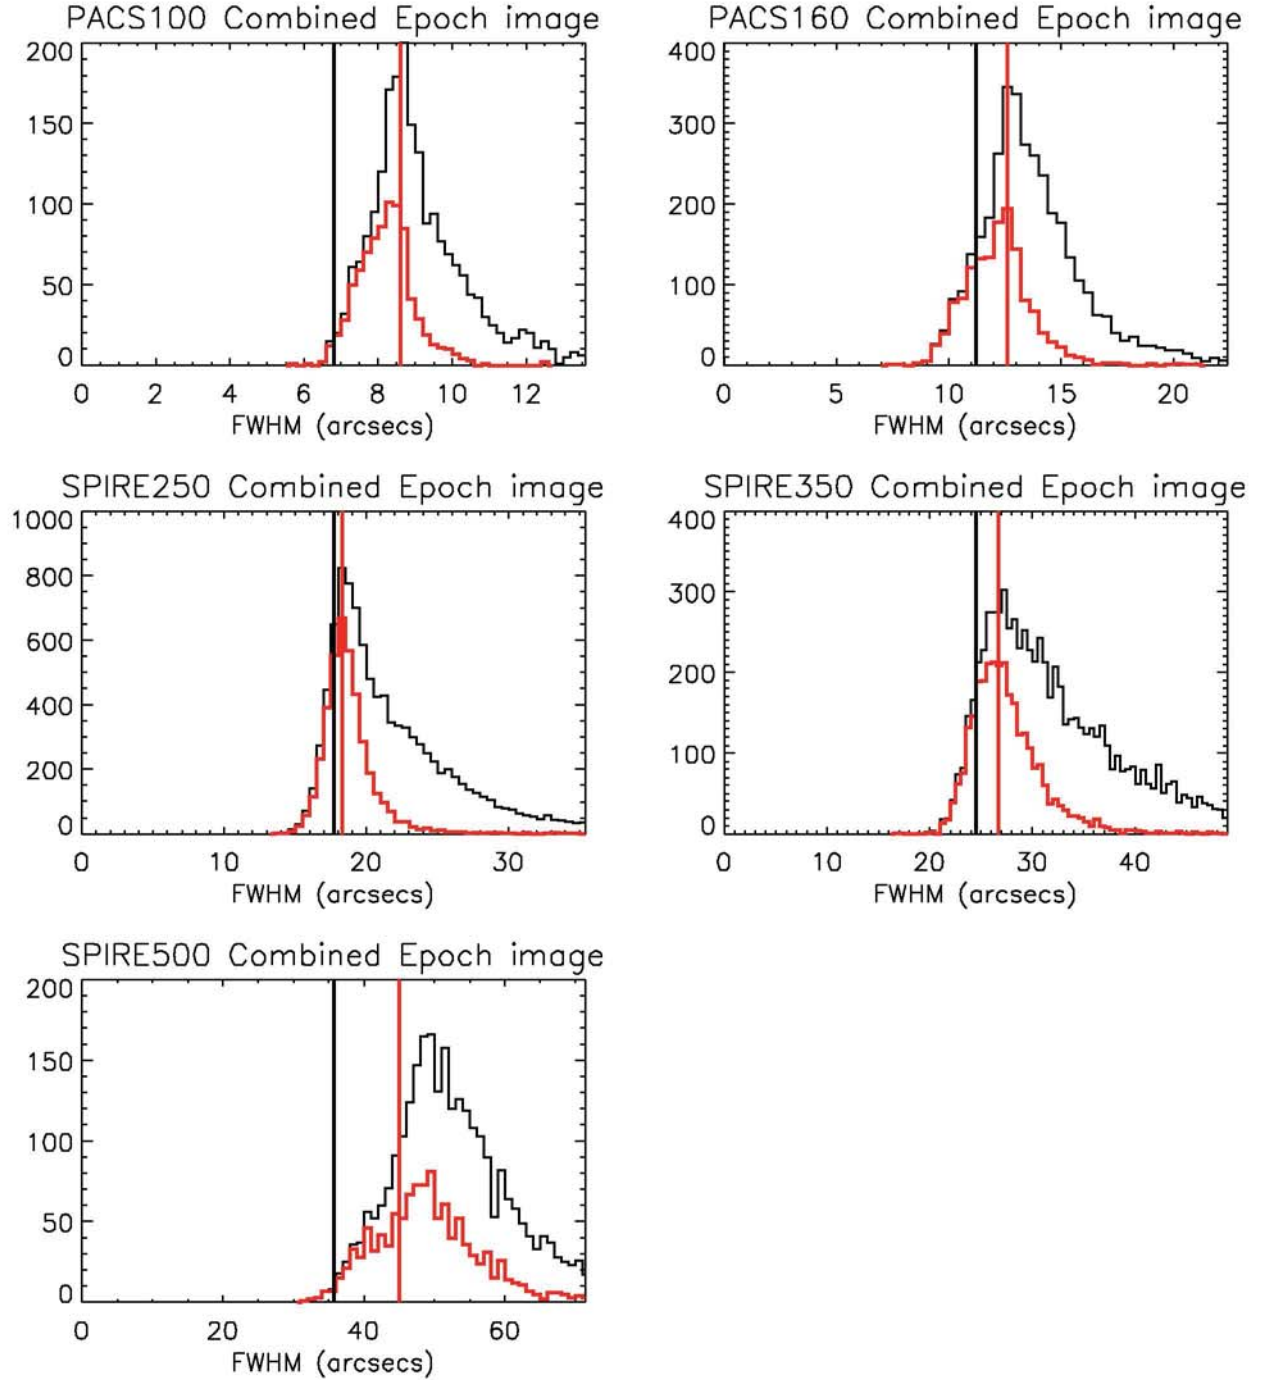 PACS100 Combined Epoch image
200
150
100
50
0
0 2 4 6 8 10 12
FWHM (arcsecs)
PACS160 Combined Epoch image
400
300
200
100
0
0 5 10 15 20
FWHM (arcsecs)
SPIRE250 Combined Epoch image
1000
800
600
400
200
0
0 10 20 30
FWHM (arcsecs)
SPIRE350 Combined Epoch image
400
300
200
100
0
0 10 20 30 40
FWHM (arcsecs)
SPIRE500 Combined Epoch image
200
150
100
50
0
0 20 40 60
FWHM (arcsecs)